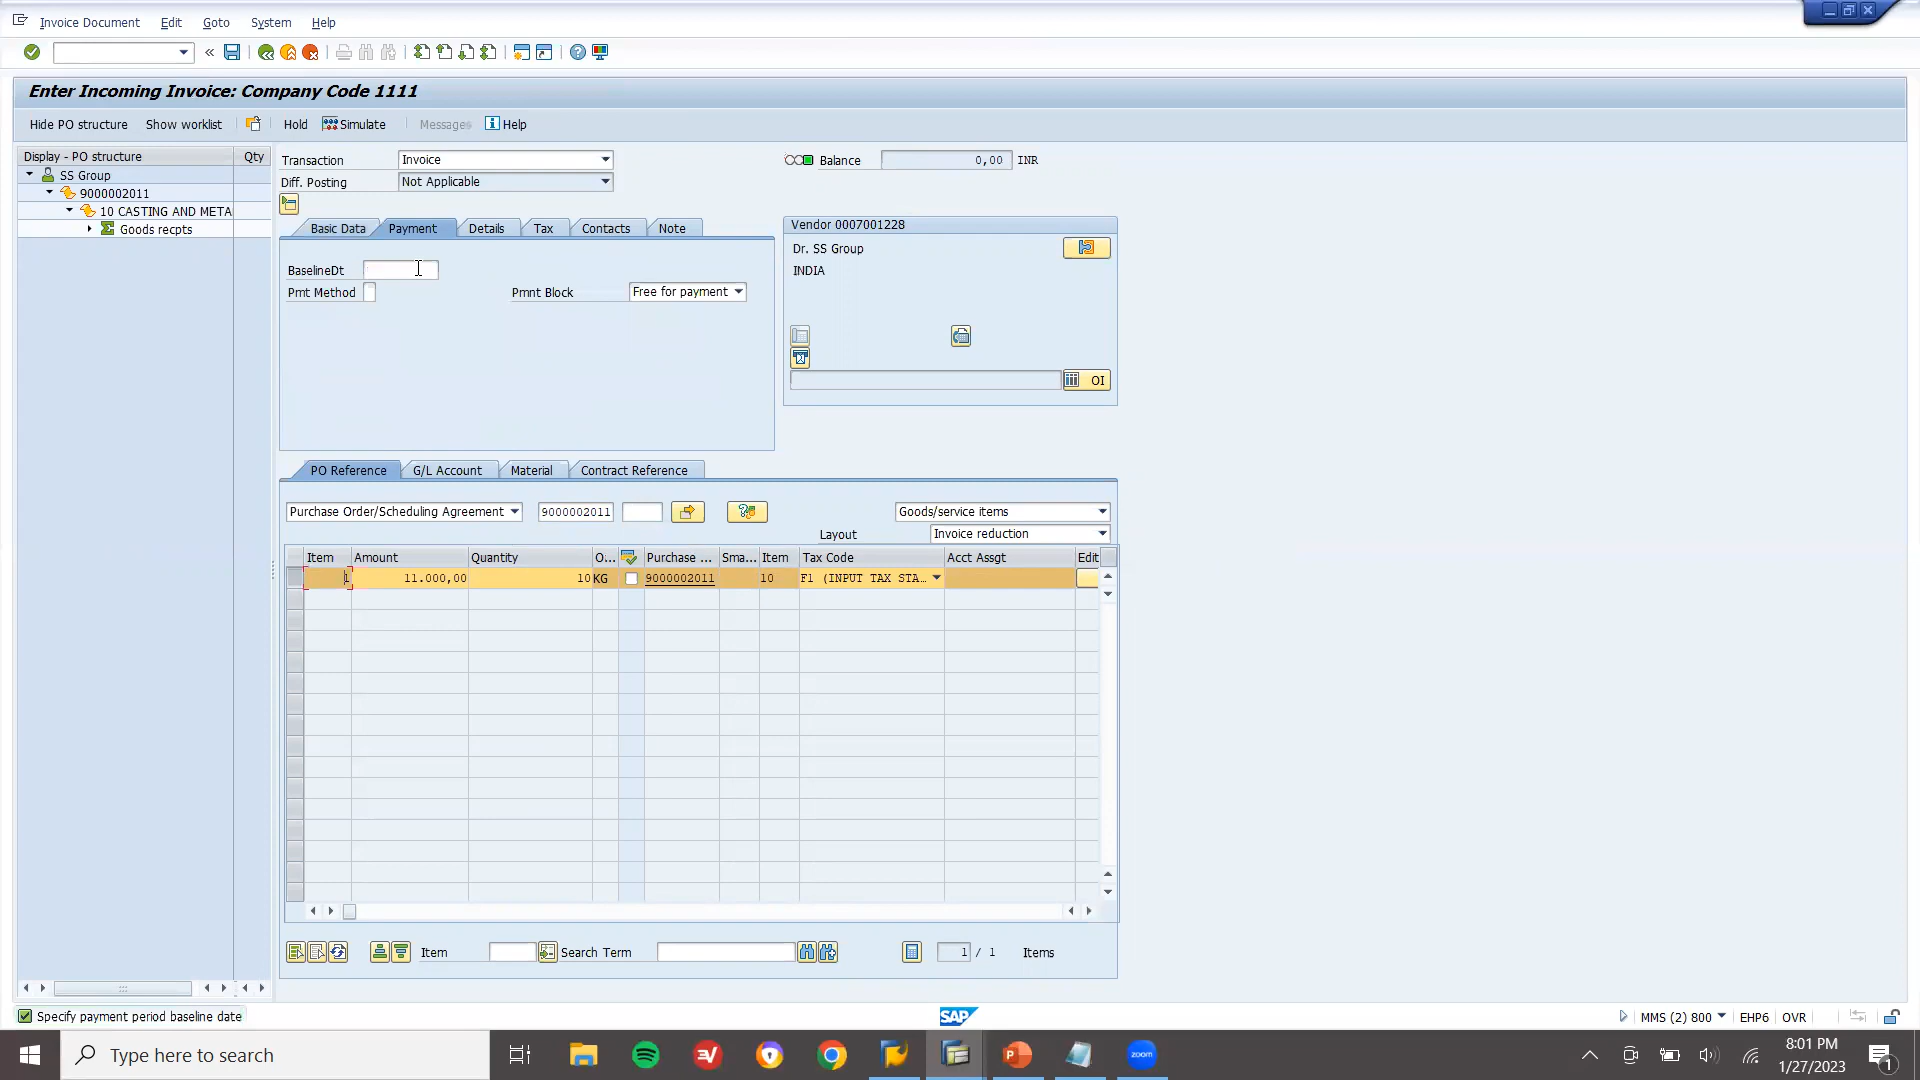 Invoice Document Edit Goto System Help
Enter Incoming Invoice: Company Code 1111
Hide PO structure Show worklist Hold Simulate Messages Help
Display - PO structure Qty
SS Group
9000002011
10 CASTING AND META
Goods recpts
Transaction Invoice
Balance 0,00 INR
Diff. Posting Not Applicable
Basic Data Payment Details Tax Contacts Note
BaselineDt
Pmt Method Pmnt Block Free for payment
Vendor 0007001228
Dr. SS Group
INDIA
OI
PO Reference G/L Account Material Contract Reference
Purchase Order/Scheduling Agreement 9000002011 Goods/service items
Layout Invoice reduction
Item Amount Quantity O... Purchase ... Sma... Item Tax Code Acct Assgt Edit
1 11.000,00 10 KG 9000002011 10 F1 (INPUT TAX STA...
Item Search Term 1 / 1 Items
Specify payment period baseline date
SAP
MMS (2) 800 EHP6 OVR
Type here to search
EV
P
zoom
8:01 PM
1/27/2023
1